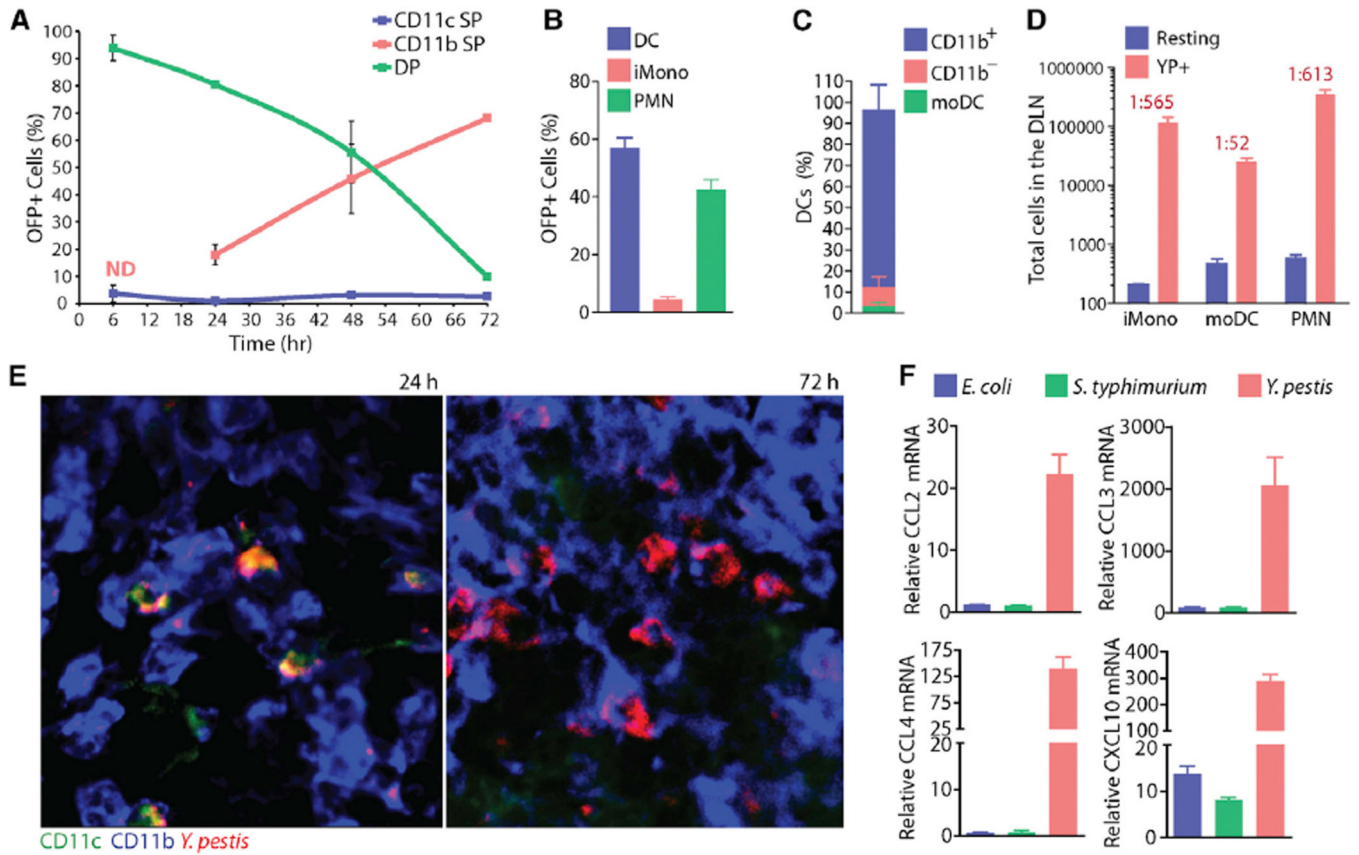 A
CD11c SP
CD11b SP
DP
OFP+ Cells (%)
100
90
80
70
60
50
40
30
20
10
0
ND
0 6 12 18 24 30 36 42 48 54 60 66 72
Time (hr)
B
DC
iMono
PMN
OFP+ Cells (%)
80
60
40
20
0
C
CD11b+
CD11b−
moDC
DCs (%)
110
100
90
80
70
60
50
40
30
20
10
0
D
Resting
YP+
Total cells in the DLN
1000000
100000
10000
1000
100
1:565
1:52
1:613
iMono moDC PMN
E
24 h
72 h
CD11c CD11b Y. pestis
F
E. coli S. typhimurium Y. pestis
Relative CCL2 mRNA
30
20
10
0
Relative CCL3 mRNA
3000
2000
1000
0
Relative CCL4 mRNA
175
125
75
25
20
10
0
Relative CXCL10 mRNA
400
300
200
100
20
10
0